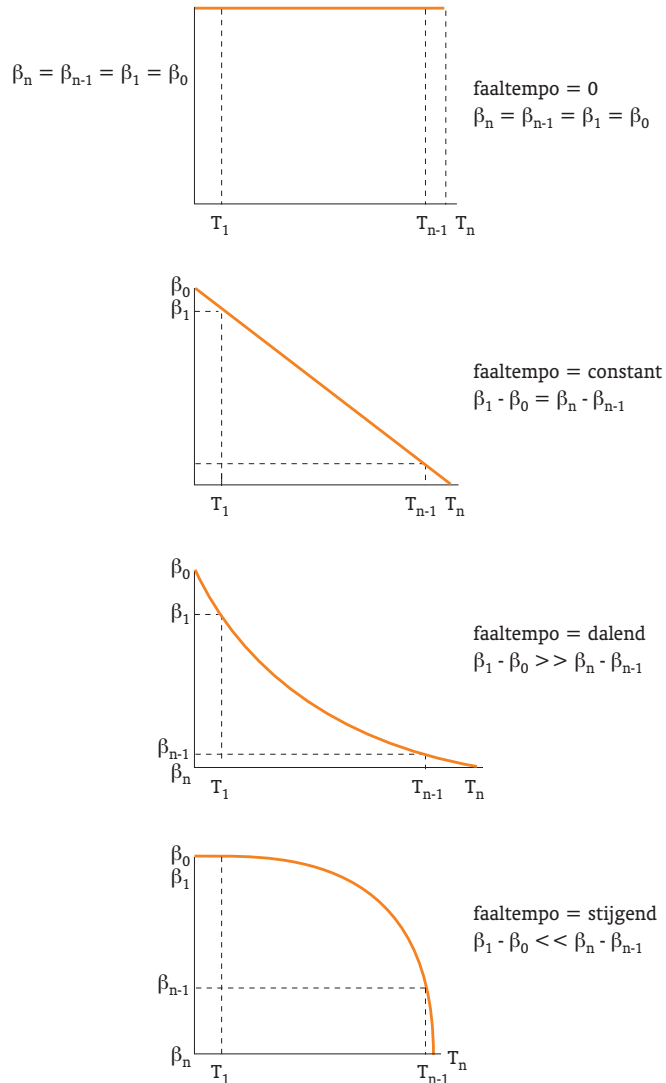 βn = βn-1 = β1 = β0
faaltempo = 0
βn = βn-1 = β1 = β0
T1
Tn-1
Tn
β0
β1
faaltempo = constant
β1 - β0 = βn - βn-1
T1
Tn-1
Tn
β0
β1
faaltempo = dalend
β1 - β0 >> βn - βn-1
βn-1
βn
T1
Tn-1
Tn
β0
β1
faaltempo = stijgend
β1 - β0 << βn - βn-1
βn-1
βn
Tn
T1
Tn-1